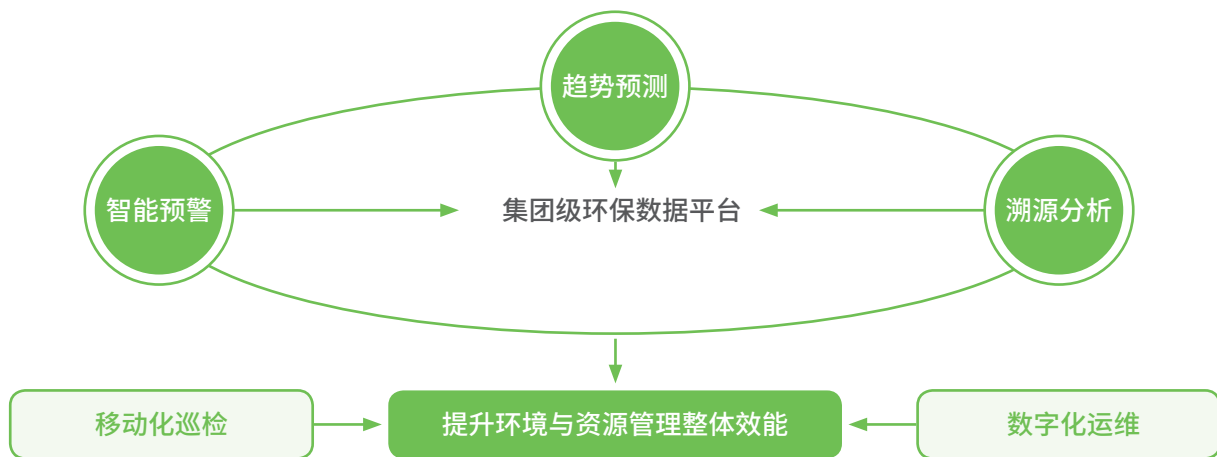 趋势预测
智能预警
集团级环保数据平台
溯源分析
移动化巡检
提升环境与资源管理整体效能
数字化运维